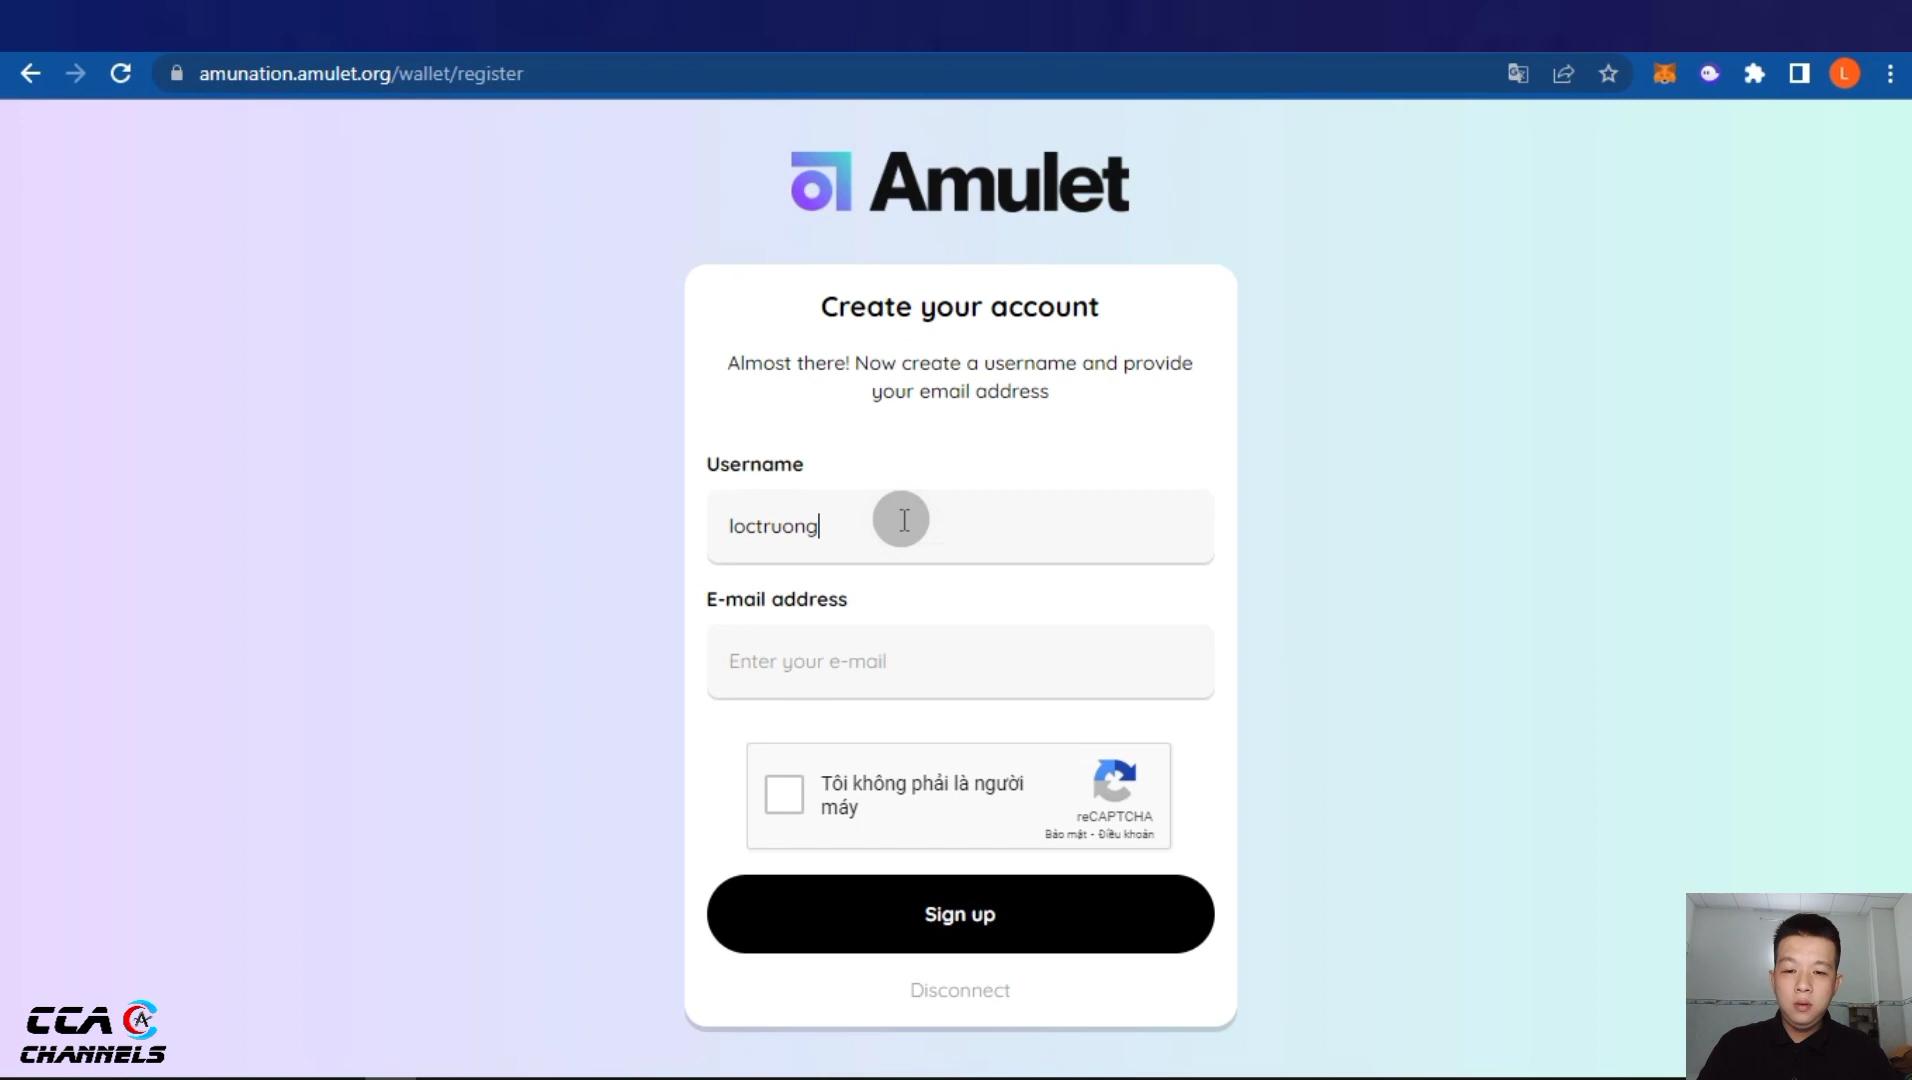 amunation.amulet.org/wallet/register
L
Amulet
Create your account
Almost there! Now create a username and provide
your email address
Username
loctruong
E-mail address
Enter your e-mail
Tôi không phải là người
máy
reCAPTCHA
Bảo mật - Điều khoản
Sign up
Disconnect
CCA
CHANNELS